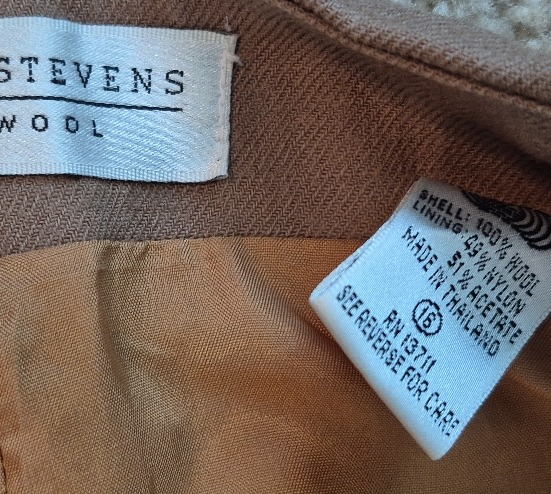 STEVENS
WOOL
SHELL: 100% WOOL
LINING: 49% NYLON
51% ACETATE
MADE IN THAILAND
16
RN 13711
SEE REVERSE FOR CARE